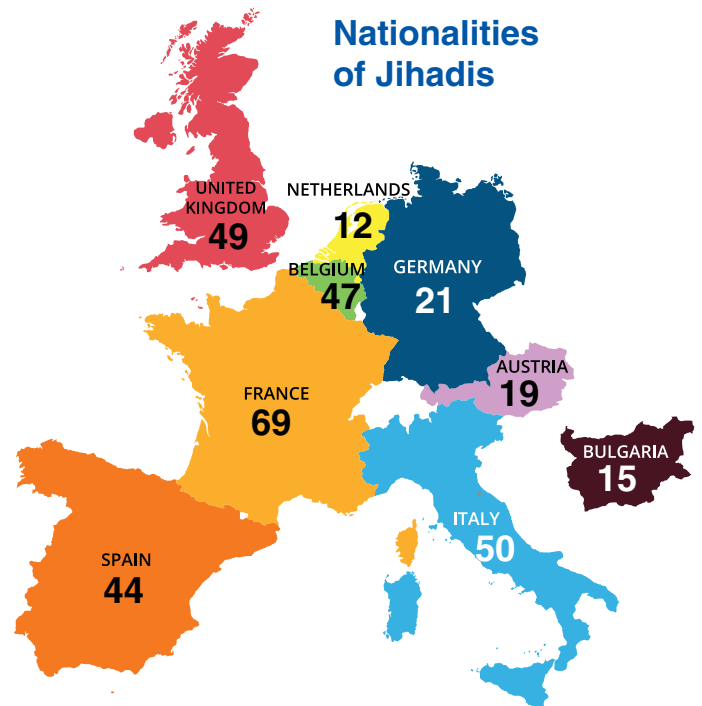 Nationalities
of Jihadis
UNITED
KINGDOM
49
NETHERLANDS
12
BELGIUM
47
GERMANY
21
AUSTRIA
19
FRANCE
69
BULGARIA
15
ITALY
50
SPAIN
44